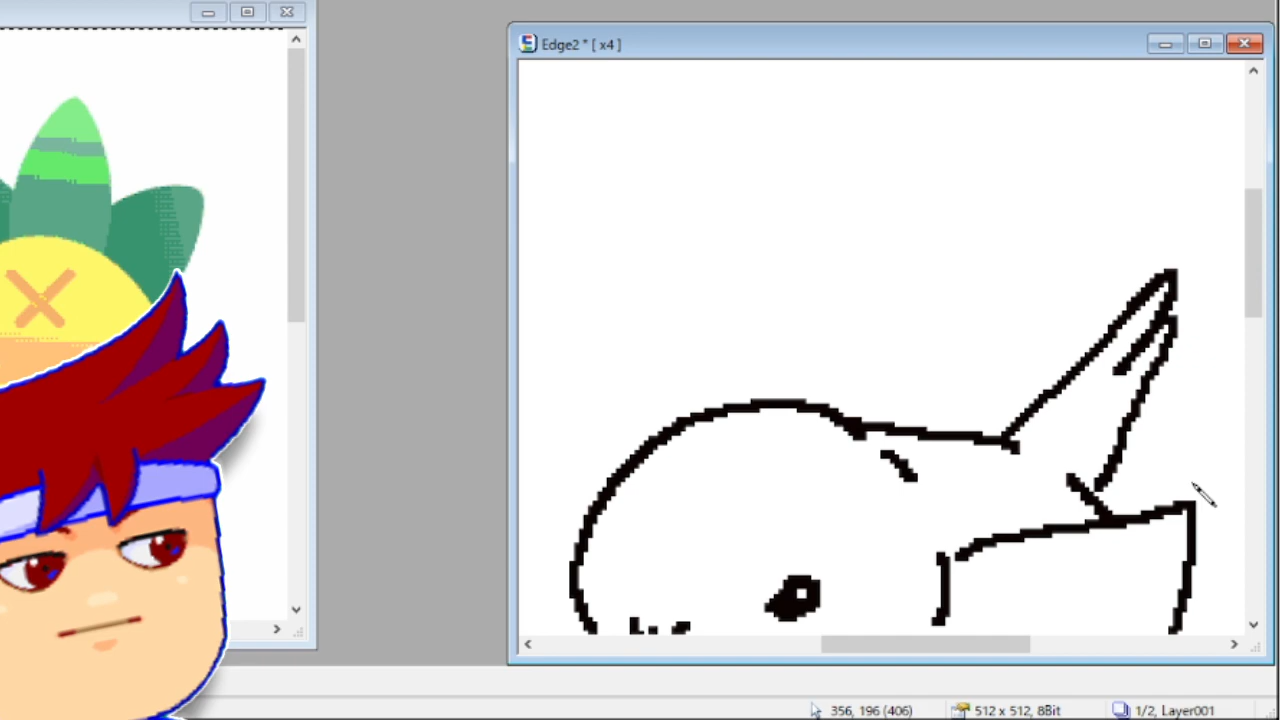 Edge2 * [ x4 ]
356, 196 (406)
512 x 512, 8Bit
1/2, Layer001